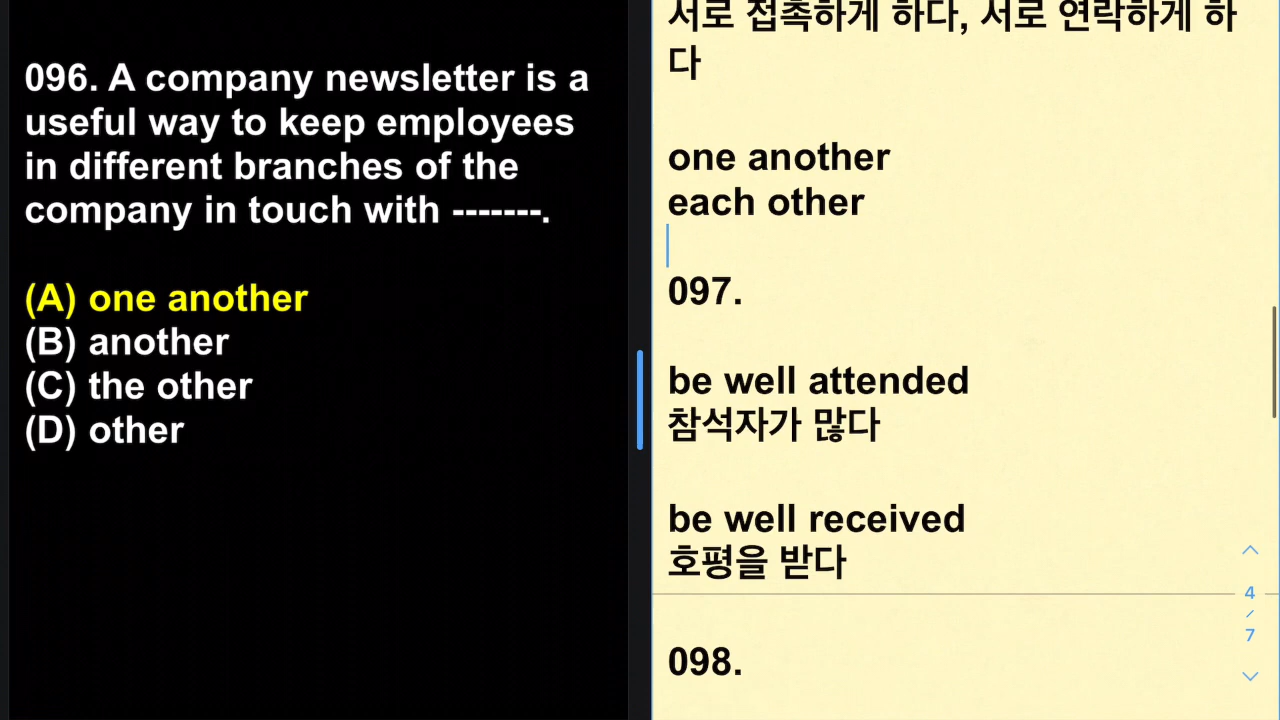 096. A company newsletter is a
useful way to keep employees
in different branches of the
company in touch with -------.
(A) one another
(B) another
(C) the other
(D) other
서로 접촉하게 하다, 서로 연락하게 하
다
one another
each other
097.
be well attended
참석자가 많다
be well received
호평을 받다
098.
4
/
7